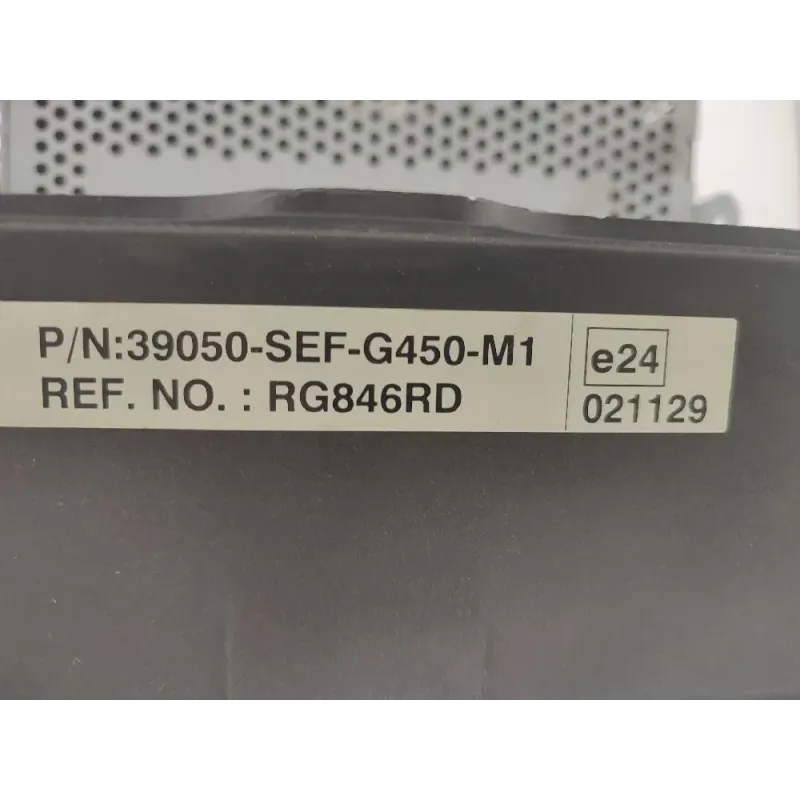 P/N:39050-SEF-G450-M1
REF. NO. : RG846RD
e24
021129